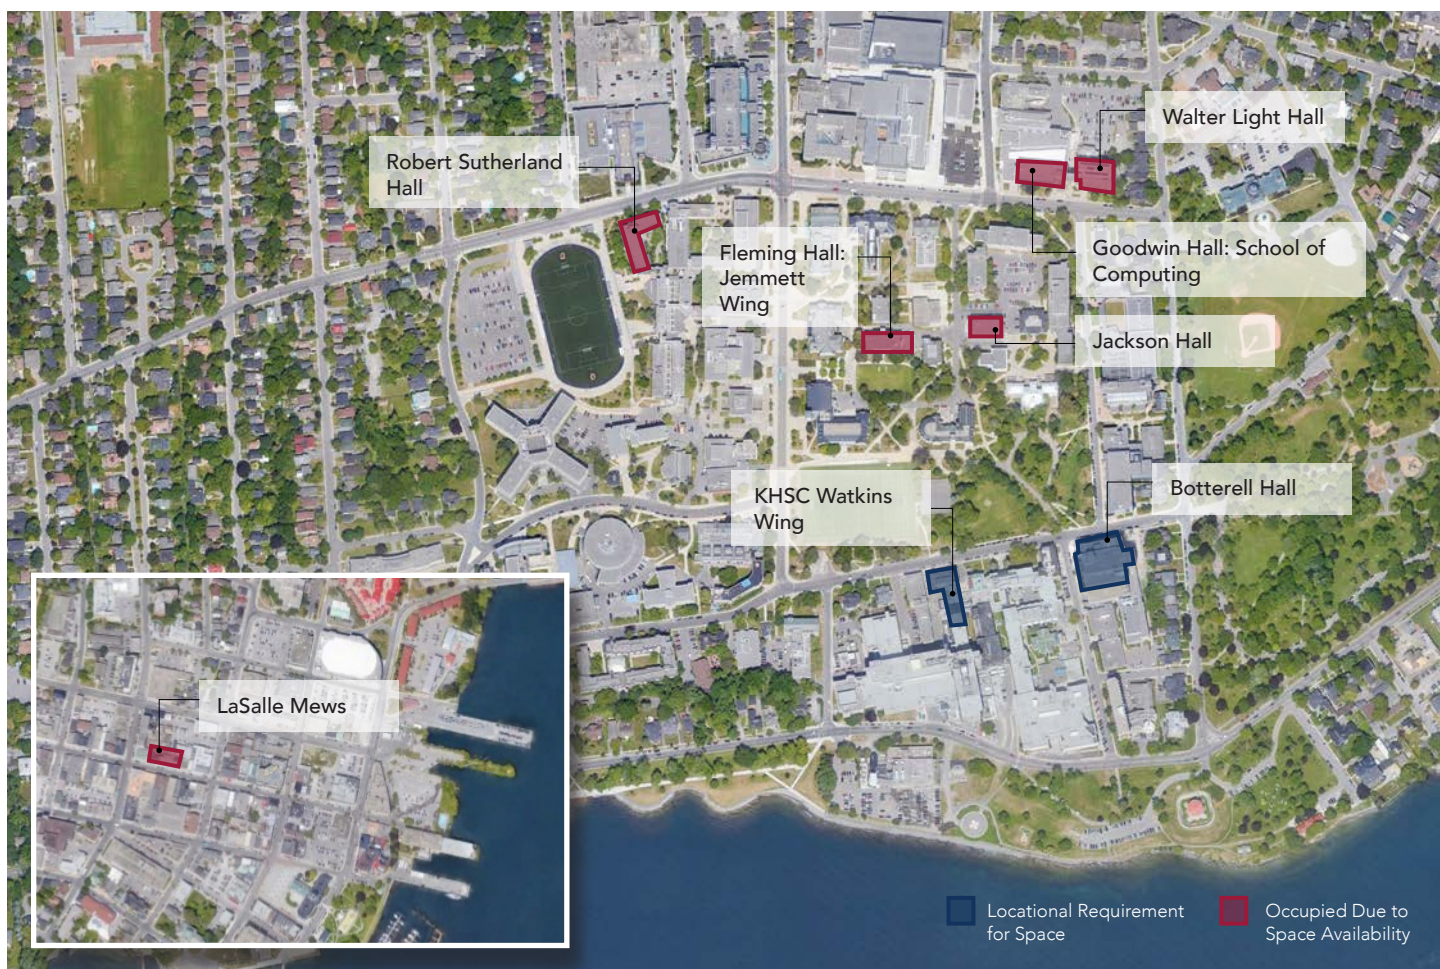 Walter Light Hall
Robert Sutherland
Hall
Fleming Hall:
Jemmett
Wing
Goodwin Hall: School of
Computing
Jackson Hall
KHSC Watkins
Wing
Botterell Hall
LaSalle Mews
Locational Requirement
for Space
Occupied Due to
Space Availability